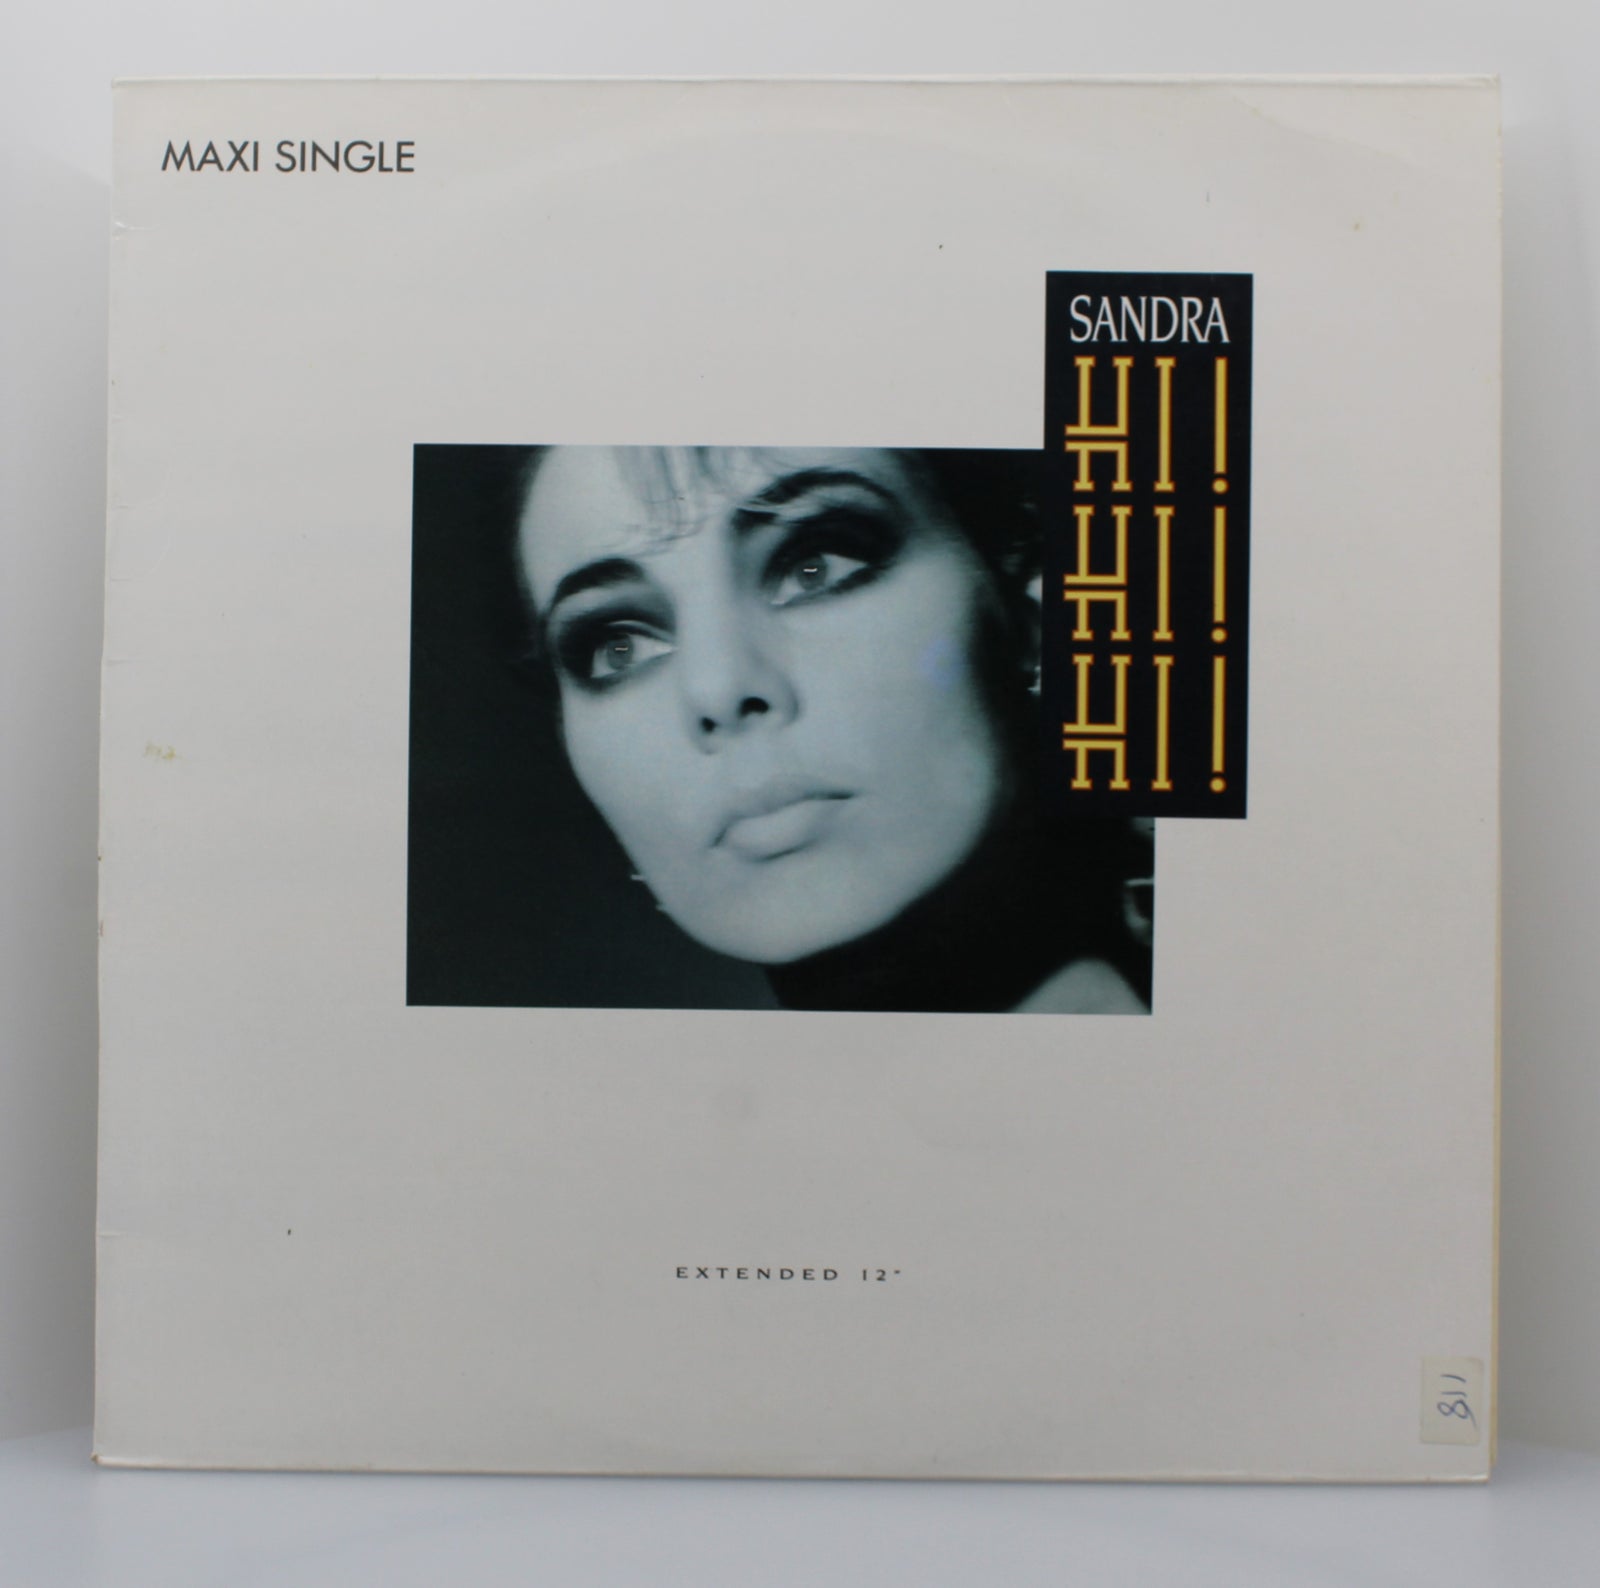 MAXI SINGLE
SANDRA
HI!
HI!
HI!
EXTENDED 12"
811